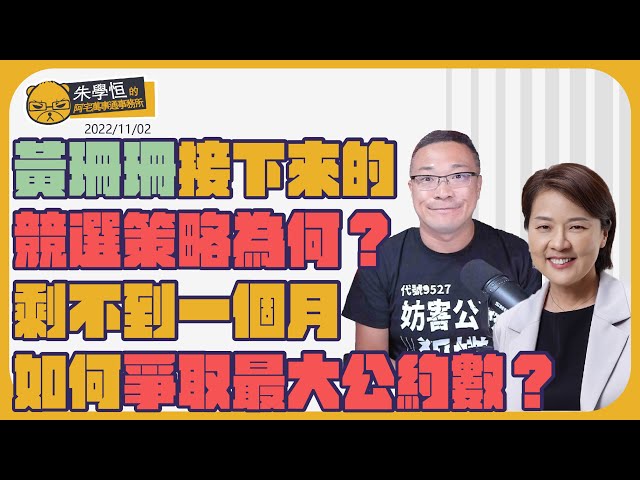 朱學恒的
阿宅萬事通事務所
2022/11/02
黃珊珊接下來的
競選策略為何？
剩不到一個月
如何爭取最大公約數？
代號9527
妨害公